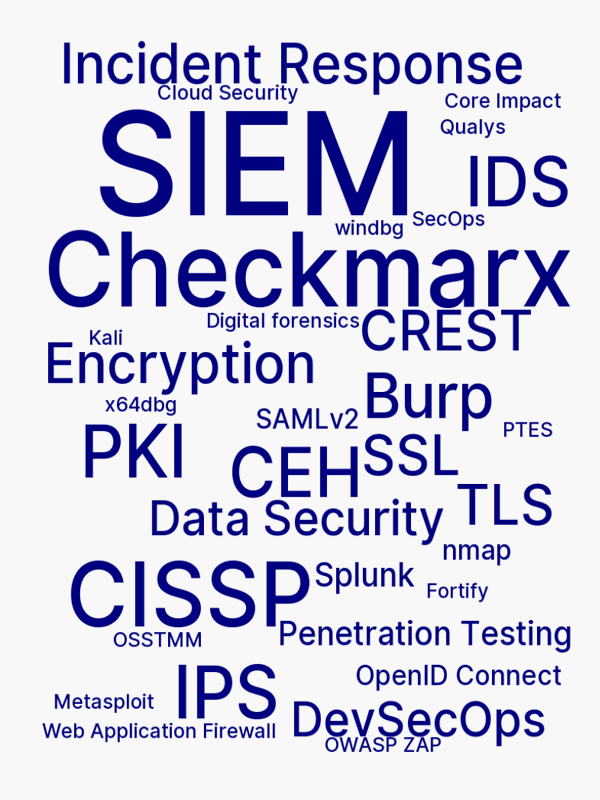 Incident Response
Cloud Security
Core Impact
SIEM
Qualys
IDS
SecOps
windbg
Checkmarx
Digital forensics
CREST
Kali
Encryption
Burp
x64dbg
SAMLv2
PTES
PKI
SSL
CEH
TLS
Data Security
nmap
CISSP
Splunk
Fortify
OSSTMM
Penetration Testing
OpenID Connect
IPS
Metasploit
DevSecOps
Web Application Firewall
OWASP ZAP